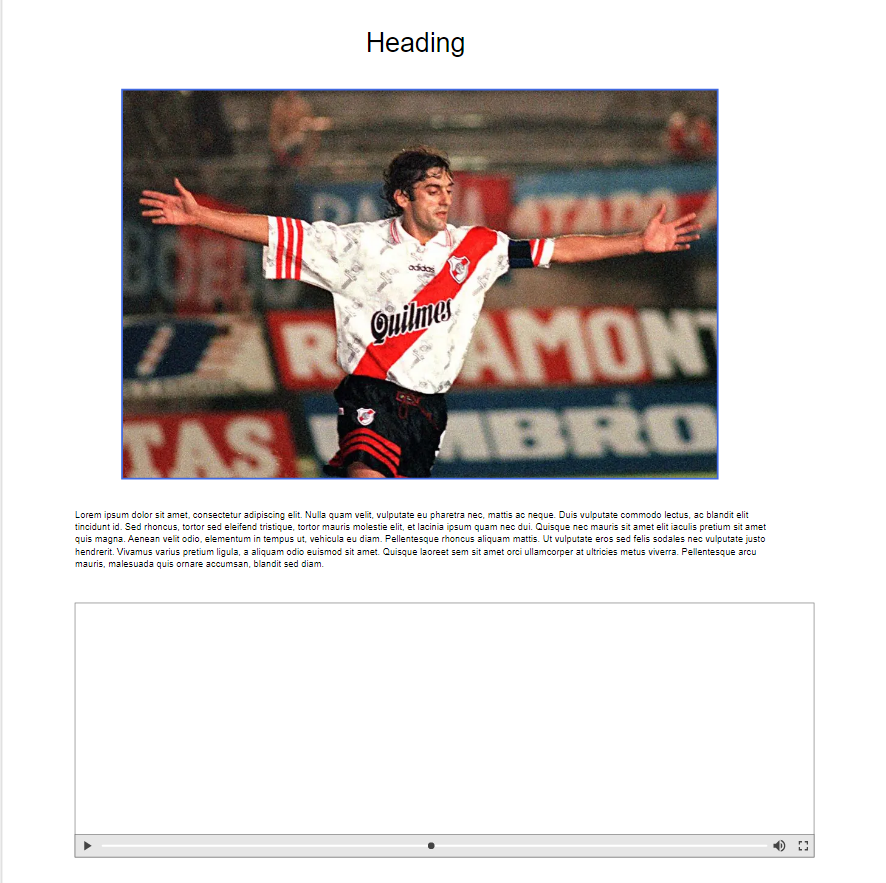 Heading
adidas
Quilmes
TAS
UMBRO
Lorem ipsum dolor sit amet, consectetur adipiscing elit. Nulla quam velit, vulputate eu pharetra nec, mattis ac neque. Duis vulputate commodo lectus, ac blandit elit
tincidunt id. Sed rhoncus, tortor sed eleifend tristique, tortor mauris molestie elit, et lacinia ipsum quam nec dui. Quisque nec mauris sit amet elit iaculis pretium sit amet
quis magna. Aenean velit odio, elementum in tempus ut, vehicula eu diam. Pellentesque rhoncus aliquam mattis. Ut vulputate eros sed felis sodales nec vulputate justo
hendrerit. Vivamus varius pretium ligula, a aliquam odio euismod sit amet. Quisque laoreet sem sit amet orci ullamcorper at ultricies metus viverra. Pellentesque arcu
mauris, malesuada quis ornare accumsan, blandit sed diam.